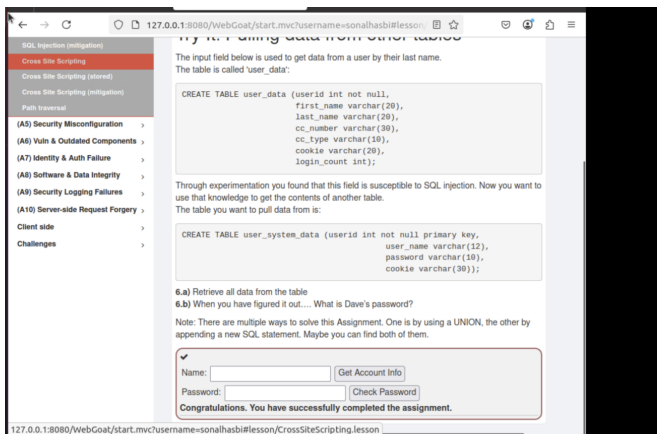 127.0.0.1:8080/WebGoat/start.mvc?username=sonalhasbi#lesson/
SQL Injection (mitigation)
Cross Site Scripting
Cross Site Scripting (stored)
Cross Site Scripting (mitigation)
Path traversal
(A5) Security Misconfiguration
(A6) Vuln & Outdated Components
(A7) Identity & Auth Failure
(A8) Software & Data Integrity
(A9) Security Logging Failures
(A10) Server-side Request Forgery
Client side
Challenges
Try It! Pulling data from other tables
The input field below is used to get data from a user by their last name.
The table is called 'user_data':
CREATE TABLE user_data (userid int not null,
first_name varchar(20),
last_name varchar(20),
cc_number varchar(30),
cc_type varchar(10),
cookie varchar(20),
login_count int);
Through experimentation you found that this field is susceptible to SQL injection. Now you want to
use that knowledge to get the contents of another table.
The table you want to pull data from is:
CREATE TABLE user_system_data (userid int not null primary key,
user_name varchar(12),
password varchar(10),
cookie varchar(30));
6.a) Retrieve all data from the table
6.b) When you have figured it out.... What is Dave's password?
Note: There are multiple ways to solve this Assignment. One is by using a UNION, the other by
appending a new SQL statement. Maybe you can find both of them.
Name: Get Account Info
Password: Check Password
Congratulations. You have successfully completed the assignment.
127.0.0.1:8080/WebGoat/start.mvc?username=sonalhasbi#lesson/CrossSiteScripting.lesson